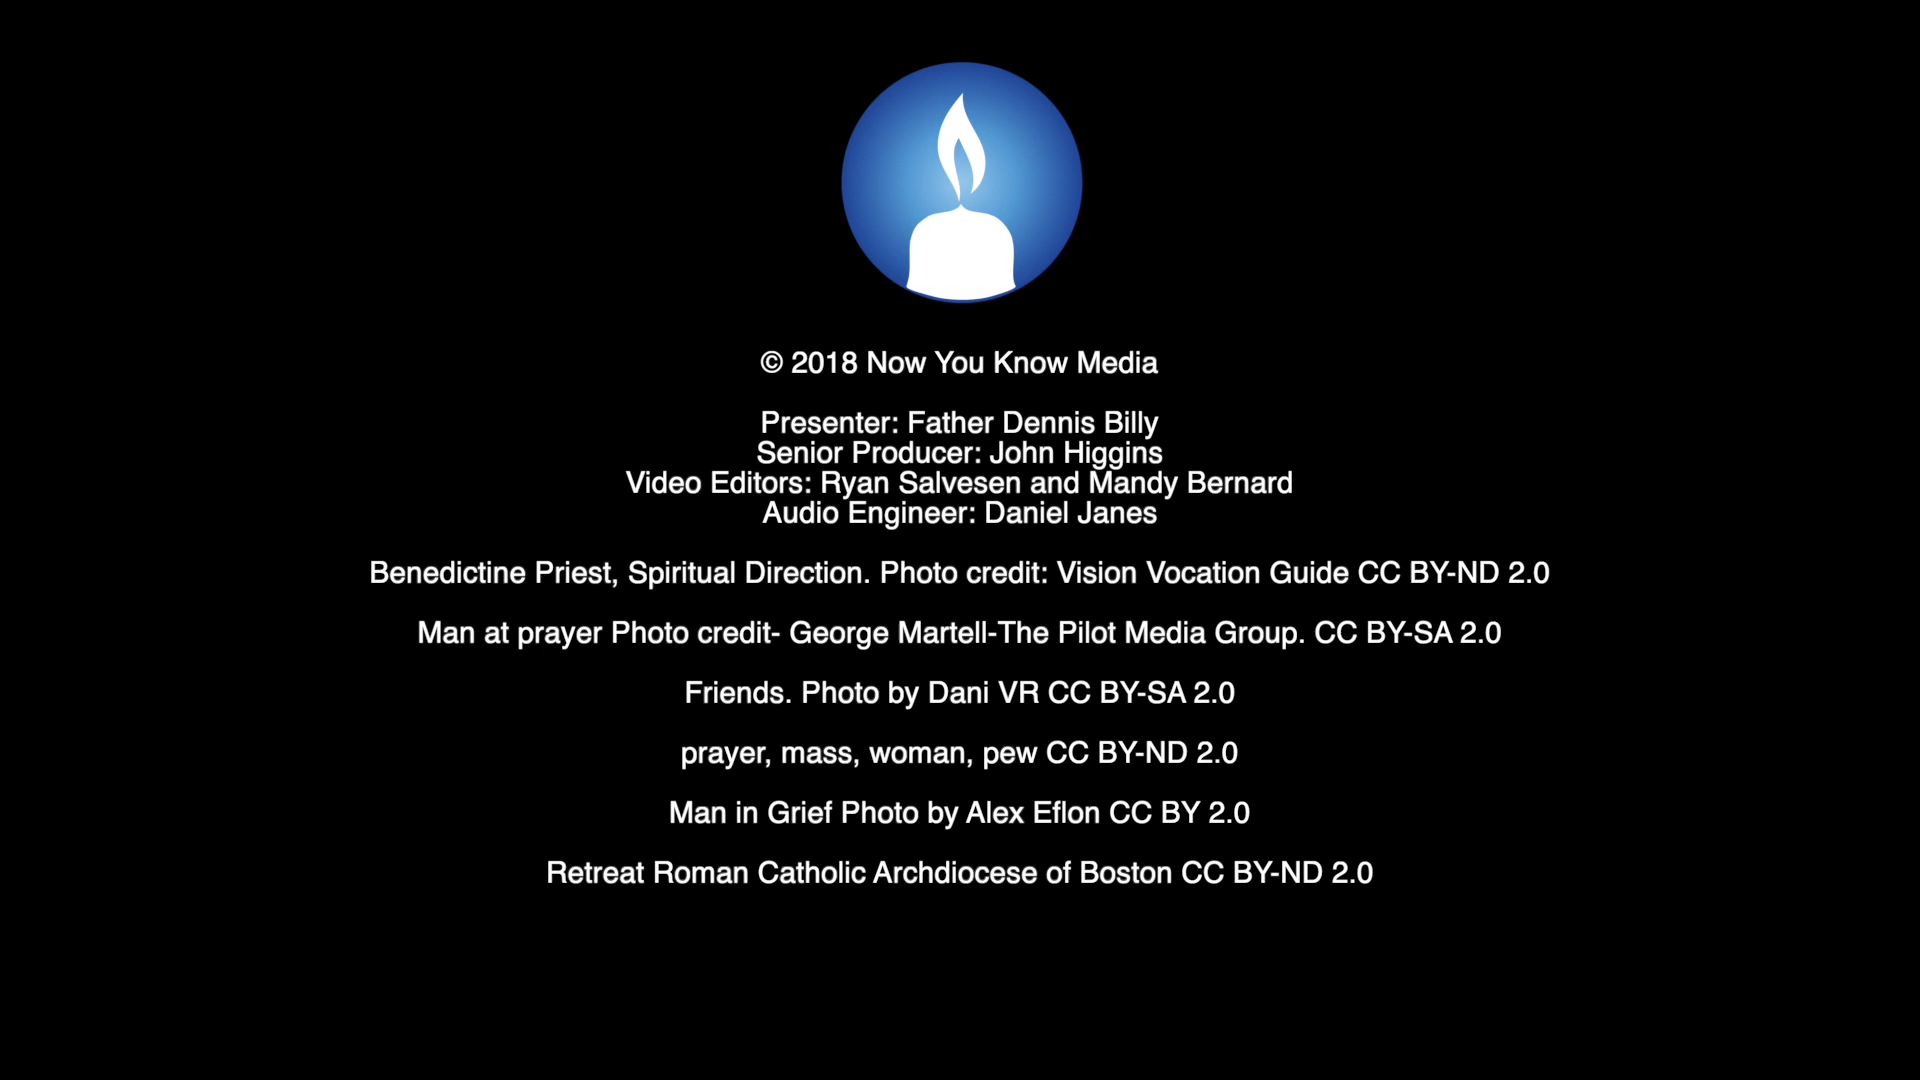 © 2018 Now You Know Media
Presenter: Father Dennis Billy
Senior Producer: John Higgins
Video Editors: Ryan Salvesen and Mandy Bernard
Audio Engineer: Daniel Janes
Benedictine Priest, Spiritual Direction. Photo credit: Vision Vocation Guide CC BY-ND 2.0
Man at prayer Photo credit- George Martell-The Pilot Media Group. CC BY-SA 2.0
Friends. Photo by Dani VR CC BY-SA 2.0
prayer, mass, woman, pew CC BY-ND 2.0
Man in Grief Photo by Alex Eflon CC BY 2.0
Retreat Roman Catholic Archdiocese of Boston CC BY-ND 2.0